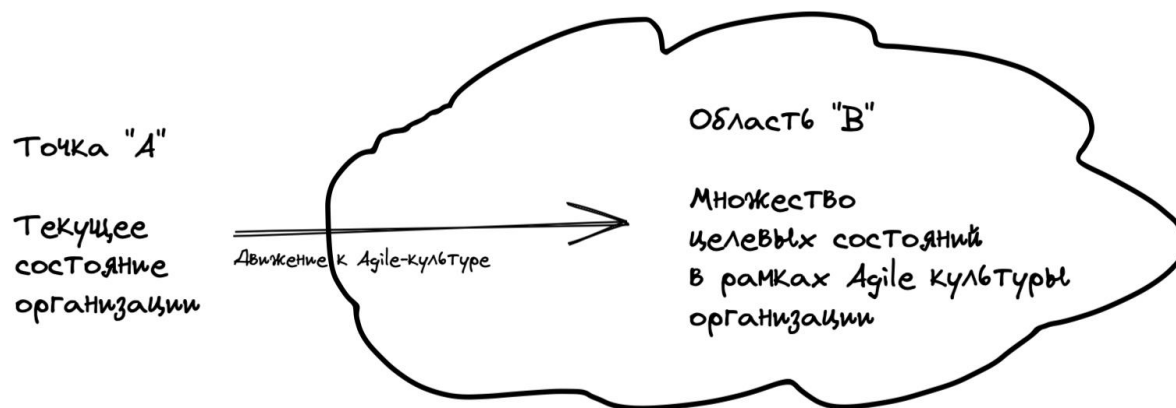 Точка "А"
Текущее
состояние
организации
Движение к Agile-культуре
Область "В"
Множество
целевых состояний
в рамках Agile культуры
организации